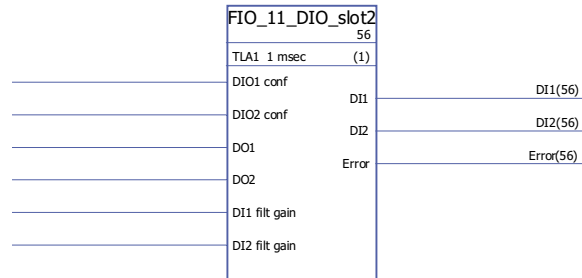 FIO_11_DIO_slot2
56
TLA1 1 msec (1)
DIO1 conf
DI1 DI1(56)
DIO2 conf
DI2 DI2(56)
DO1
Error Error(56)
DO2
DI1 filt gain
DI2 filt gain